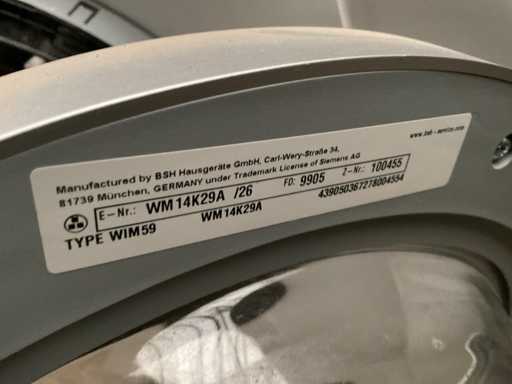 www.bsh-service.com
Manufactured by BSH Hausgeräte GmbH, Carl-Wery-Straße 34,
81739 München, GERMANY under Trademark License of Siemens AG
E-Nr.: WM14K29A /26 FD: 9905 Z-Nr.: 100455
TYPE WIM59 WM14K29A 439050367278004554